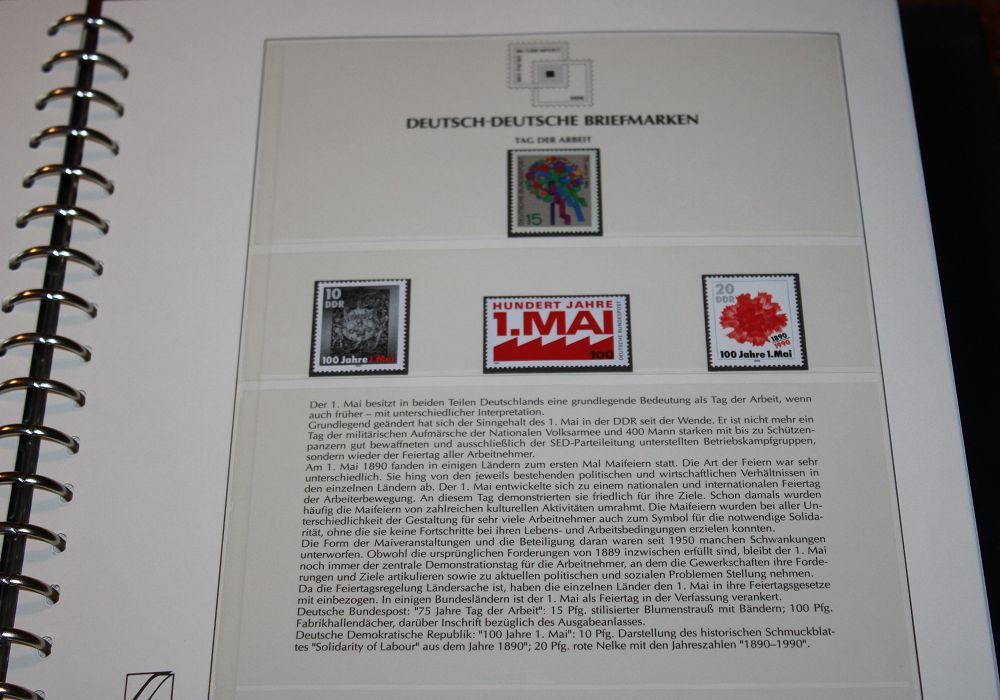 DDR
DEUTSCH-DEUTSCHE BRIEFMARKEN
TAG DER ARBEIT
DEUTSCHE BUNDESPOST
15
10
DDR
100 Jahre 1. Mai
HUNDERT JAHRE
1.MAI
100
DEUTSCHE BUNDESPOST
20
DDR
1890
1990
100 Jahre 1. Mai
Der 1. Mai besitzt in beiden Teilen Deutschlands eine grundlegende Bedeutung als Tag der Arbeit, wenn
auch früher – mit unterschiedlicher Interpretation.
Grundlegend geändert hat sich der Sinngehalt des 1. Mai in der DDR seit der Wende. Er ist nicht mehr ein
Tag der militärischen Aufmärsche der Nationalen Volksarmee und 400 Mann starken mit bis zu Schützen-
panzern gut bewaffneten und ausschließlich der SED-Parteileitung unterstellten Betriebskampfgruppen,
sondern wieder der Feiertag aller Arbeitnehmer.
Am 1. Mai 1890 fanden in einigen Ländern zum ersten Mal Maifeiern statt. Die Art der Feiern war sehr
unterschiedlich. Sie hing von den jeweils bestehenden politischen und wirtschaftlichen Verhältnissen in
den einzelnen Ländern ab. Der 1. Mai entwickelte sich zu einem nationalen und internationalen Feiertag
der Arbeiterbewegung. An diesem Tag demonstrierten sie friedlich für ihre Ziele. Schon damals wurden
häufig die Maifeiern von zahlreichen kulturellen Aktivitäten umrahmt. Die Maifeiern wurden bei aller Un-
terschiedlichkeit der Gestaltung für sehr viele Arbeitnehmer auch zum Symbol für die notwendige Solida-
rität, ohne die sie keine Fortschritte bei ihren Lebens- und Arbeitsbedingungen erzielen konnten.
Die Form der Maiveranstaltungen und die Beteiligung daran waren seit 1950 manchen Schwankungen
unterworfen. Obwohl die ursprünglichen Forderungen von 1889 inzwischen erfüllt sind, bleibt der 1. Mai
noch immer der zentrale Demonstrationstag für die Arbeitnehmer, an dem die Gewerkschaften ihre Forde-
rungen und Ziele artikulieren sowie zu aktuellen politischen und sozialen Problemen Stellung nehmen.
Da die Feiertagsregelung Ländersache ist, haben die einzelnen Länder den 1. Mai in ihre Feiertagsgesetze
mit einbezogen. In einigen Bundesländern ist der 1. Mai als Feiertag in der Verfassung verankert.
Deutsche Bundespost: "75 Jahre Tag der Arbeit": 15 Pfg. stilisierter Blumenstrauß mit Bändern; 100 Pfg.
Fabrikhallendächer, darüber Inschrift bezüglich des Ausgabeanlasses.
Deutsche Demokratische Republik: "100 Jahre 1. Mai": 10 Pfg. Darstellung des historischen Schmuckblat-
tes "Solidarity of Labour" aus dem Jahre 1890"; 20 Pfg. rote Nelke mit den Jahreszahlen "1890–1990".